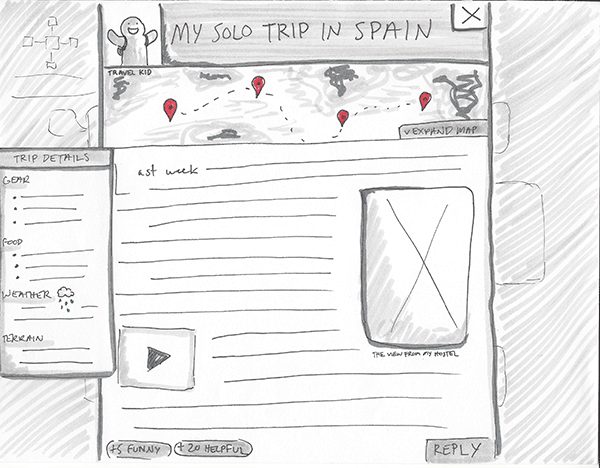 MY SOLO TRIP IN SPAIN
TRAVEL KID
EXPAND MAP
TRIP DETAILS
GEAR
FOOD
WEATHER
TERRAIN
Last week
THE VIEW FROM MY HOSTEL
+5 FUNNY
+20 HELPFUL
REPLY